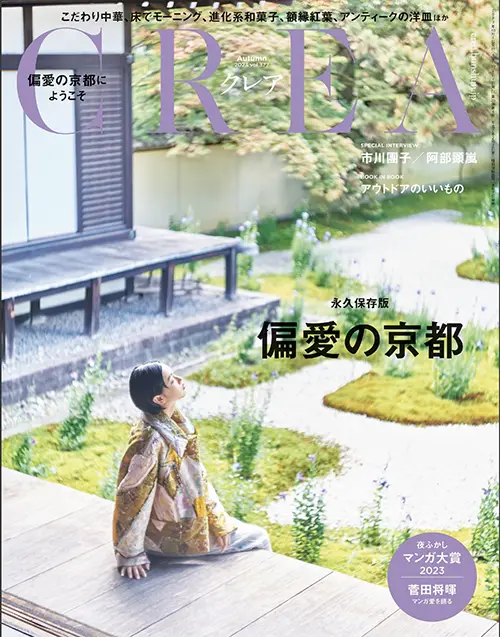 こだわり中華、床でモーニング、進化系和菓子、額縁紅葉、アンティークの洋皿ほか
CREA
Autumn
2023 vol.377
クレア
偏愛の京都に
ようこそ
SPECIAL INTERVIEW
市川團子／阿部顕嵐
BOOK IN BOOK
アウトドアのいいもの
永久保存版
偏愛の京都
夜ふかし
マンガ大賞
2023
菅田将暉
マンガ愛を語る